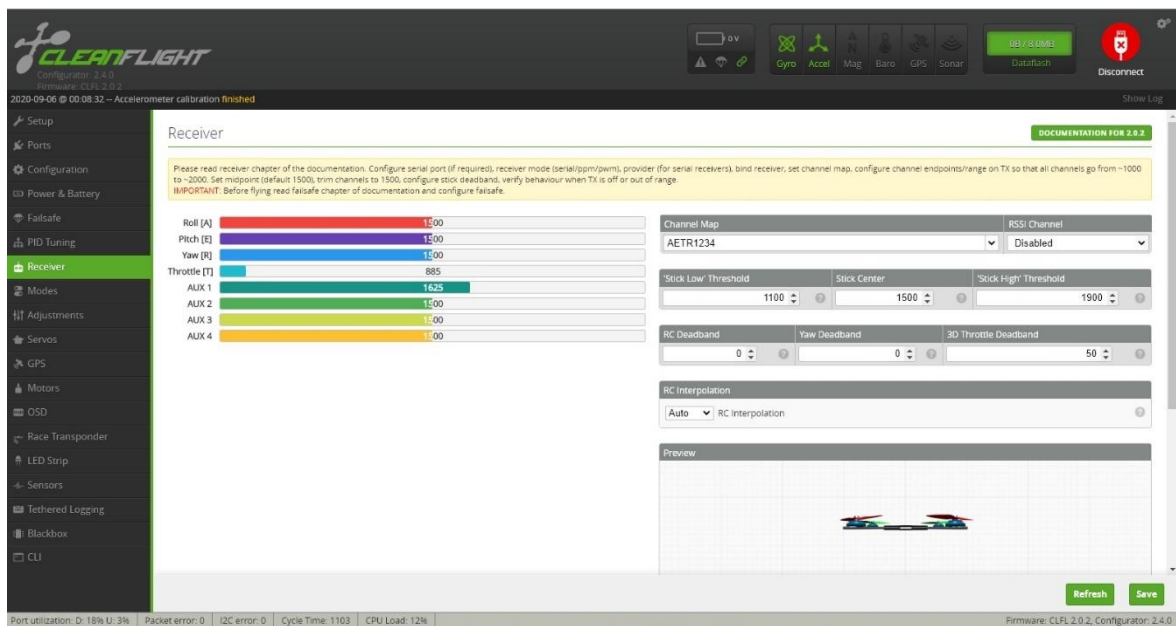 CLEANFLIGHT
Configurator: 2.4.0
Firmware: CLFL 2.0.2
0 V
Gyro Accel Mag Baro GPS Sonar
0B / 8.0MB
Dataflash
Disconnect
2020-09-06 @ 00:08:32 -- Accelerometer calibration finished
Show Log
Setup
Ports
Configuration
Power & Battery
Failsafe
PID Tuning
Receiver
Modes
Adjustments
Servos
GPS
Motors
OSD
Race Transponder
LED Strip
Sensors
Tethered Logging
Blackbox
CLI
Receiver
DOCUMENTATION FOR 2.0.2
Please read receiver chapter of the documentation. Configure serial port (if required), receiver mode (serial/ppm/pwm), provider (for serial receivers), bind receiver, set channel map, configure channel endpoints/range on TX so that all channels go from ~1000
to ~2000. Set midpoint (default 1500), trim channels to 1500, configure stick deadband, verify behaviour when TX is off or out of range.
IMPORTANT: Before flying read failsafe chapter of documentation and configure failsafe.
Roll [A] 1500
Pitch [E] 1500
Yaw [R] 1500
Throttle [T] 885
AUX 1 1625
AUX 2 1500
AUX 3 1500
AUX 4 1500
Channel Map RSSI Channel
AETR1234 Disabled
'Stick Low' Threshold Stick Center 'Stick High' Threshold
1100 1500 1900
RC Deadband Yaw Deadband 3D Throttle Deadband
0 0 50
RC Interpolation
Auto RC Interpolation
Preview
Refresh Save
Port utilization: D: 18% U: 3% Packet error: 0 I2C error: 0 Cycle Time: 1103 CPU Load: 12% Firmware: CLFL 2.0.2, Configurator: 2.4.0